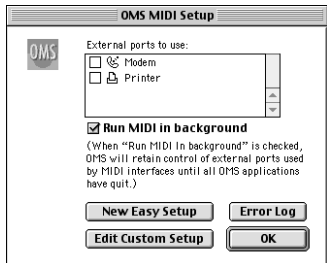 OMS MIDI Setup
OMS
External ports to use:
Modem
Printer
Run MIDI in background
(When “Run MIDI In background” is checked,
OMS will retain control of external ports used
by MIDI interfaces until all OMS applications
have quit.)
New Easy Setup
Error Log
Edit Custom Setup
OK